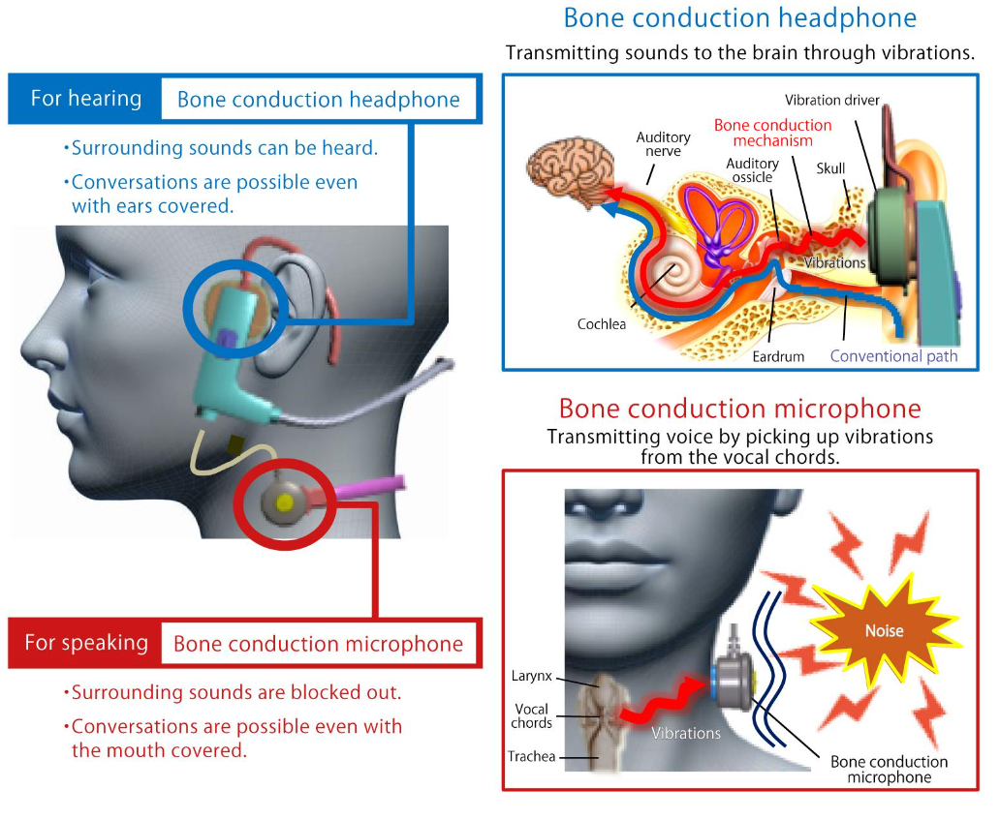 For hearing
Bone conduction headphone
・Surrounding sounds can be heard.
・Conversations are possible even
with ears covered.
For speaking
Bone conduction microphone
・Surrounding sounds are blocked out.
・Conversations are possible even with
the mouth covered.
Bone conduction headphone
Transmitting sounds to the brain through vibrations.
Vibration driver
Bone conduction
mechanism
Auditory
nerve
Auditory
ossicle
Skull
Vibrations
Cochlea
Eardrum
Conventional path
Bone conduction microphone
Transmitting voice by picking up vibrations
from the vocal chords.
Noise
Larynx
Vocal
chords
Vibrations
Trachea
Bone conduction
microphone